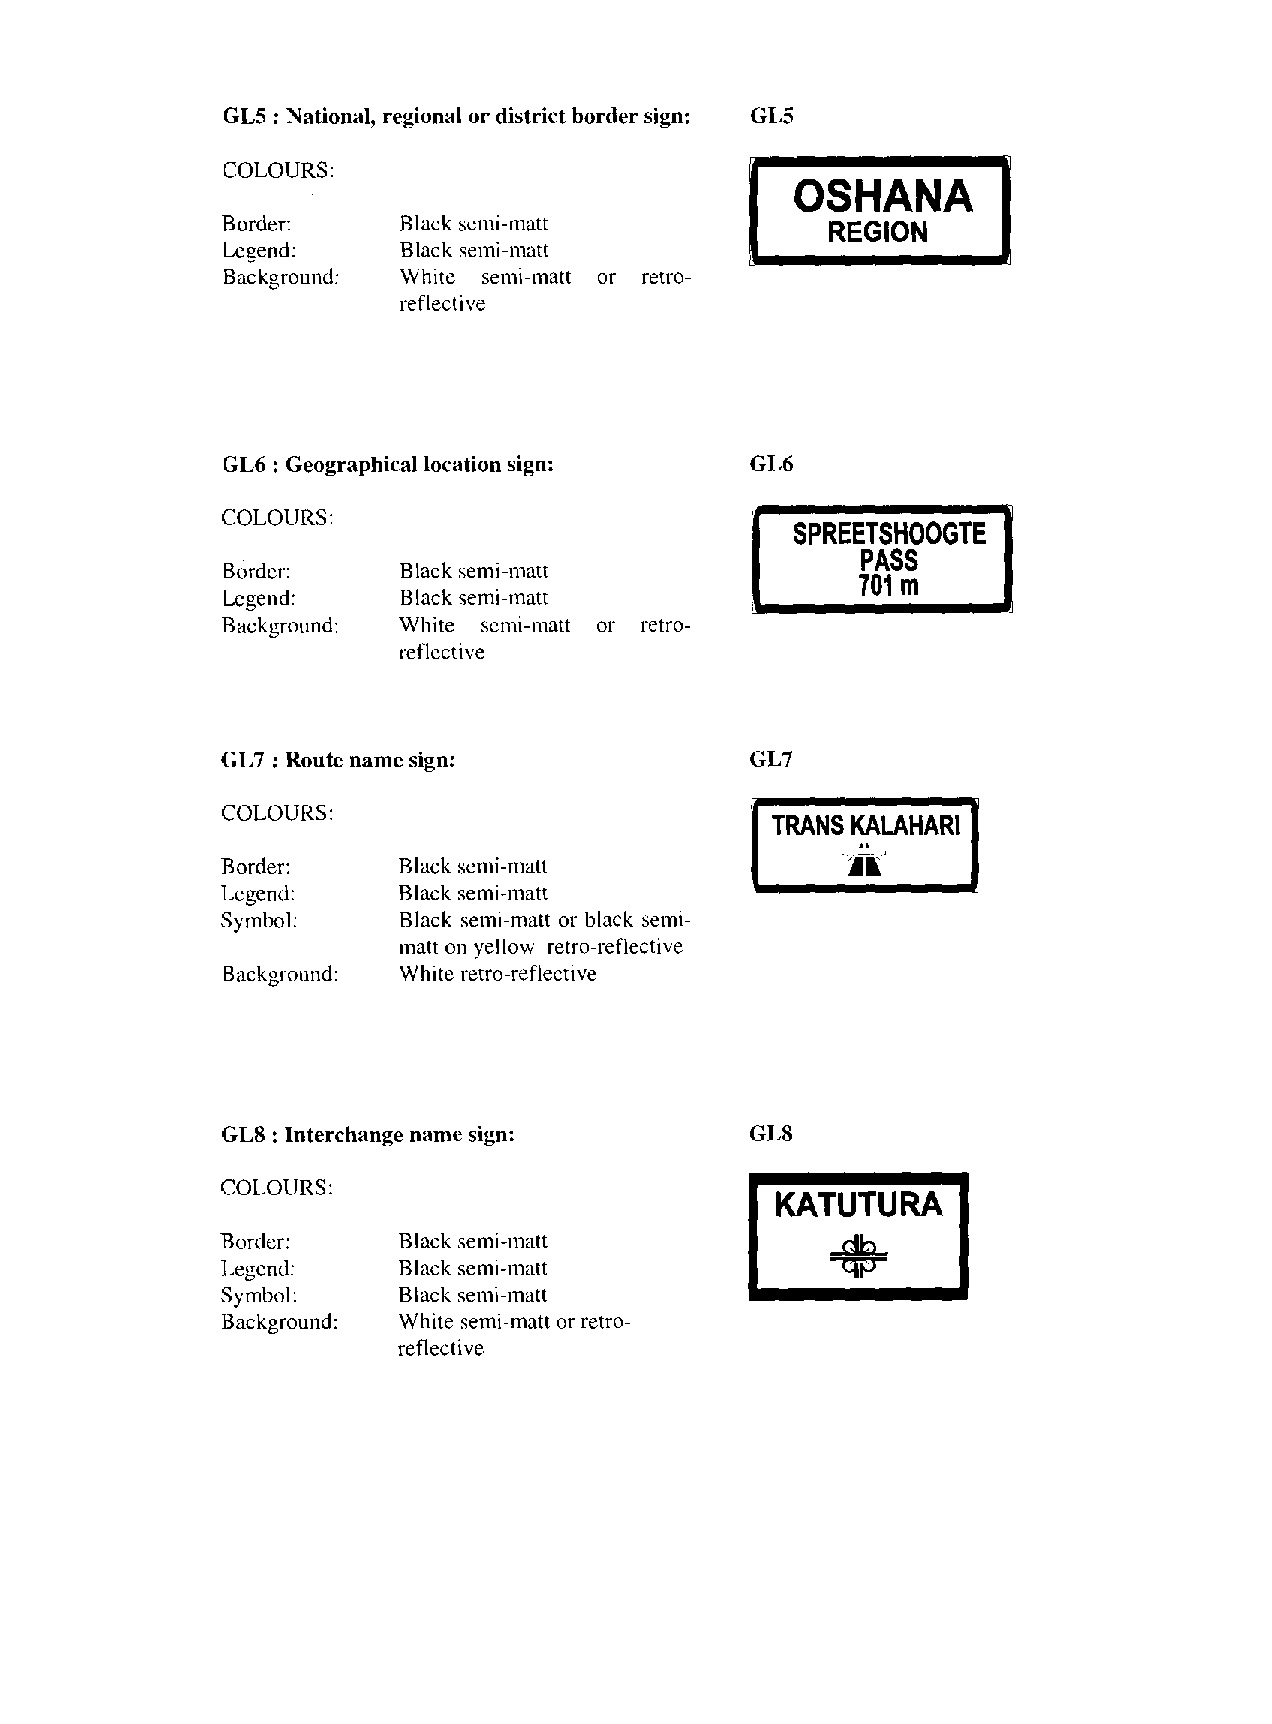 GL5 : National, regional or district border sign: GL5
COLOURS:
OSHANA
REGION
Border: Black semi-matt
Legend: Black semi-matt
Background: White semi-matt or retro-
reflective
GL6 : Geographical location sign: GL6
COLOURS:
SPREETSHOOGTE
PASS
701 m
Border: Black semi-matt
Legend: Black semi-matt
Background: White semi-matt or retro-
reflective
GL7 : Route name sign: GL7
COLOURS:
TRANS KALAHARI
Border: Black semi-matt
Legend: Black semi-matt
Symbol: Black semi-matt or black semi-
matt on yellow retro-reflective
Background: White retro-reflective
GL8 : Interchange name sign: GL8
COLOURS:
KATUTURA
Border: Black semi-matt
Legend: Black semi-matt
Symbol: Black semi-matt
Background: White semi-matt or retro-
reflective